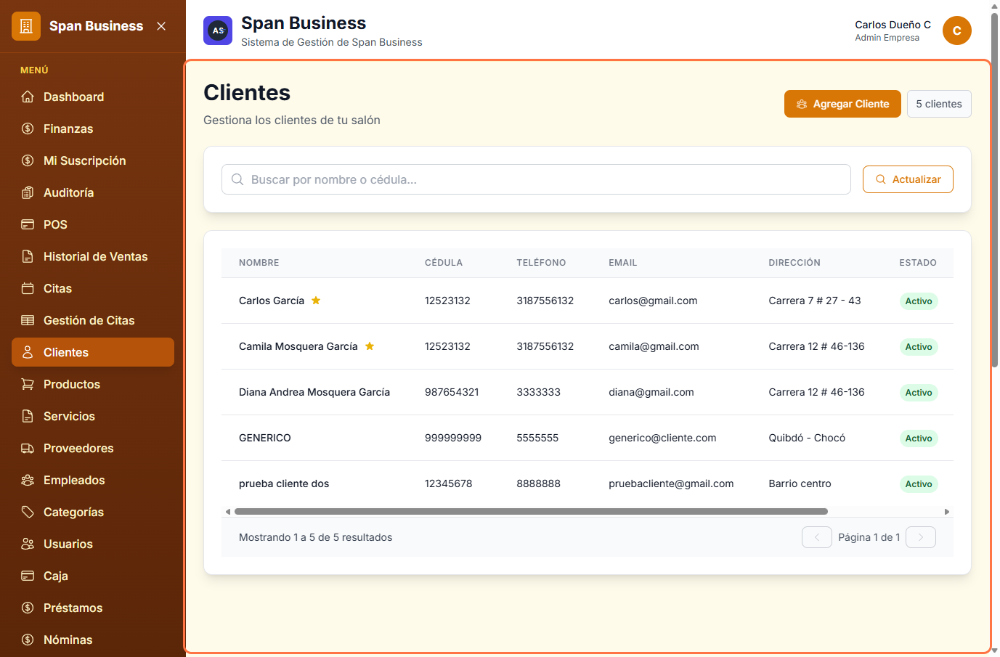 Span Business
MENÚ
Dashboard
Finanzas
Mi Suscripción
Auditoría
POS
Historial de Ventas
Citas
Gestión de Citas
Clientes
Productos
Servicios
Proveedores
Empleados
Categorías
Usuarios
Caja
Préstamos
Nóminas
AS
Span Business
Sistema de Gestión de Span Business
Carlos Dueño C
Admin Empresa
C
Clientes
Gestiona los clientes de tu salón
Agregar Cliente
5 clientes
Buscar por nombre o cédula...
Actualizar
NOMBRE CÉDULA TELÉFONO EMAIL DIRECCIÓN ESTADO
Carlos García 12523132 3187556132 carlos@gmail.com Carrera 7 # 27 - 43 Activo
Camila Mosquera García 12523132 3187556132 camila@gmail.com Carrera 12 # 46-136 Activo
Diana Andrea Mosquera García 987654321 3333333 diana@gmail.com Carrera 12 # 46-136 Activo
GENERICO 999999999 5555555 generico@cliente.com Quibdó - Chocó Activo
prueba cliente dos 12345678 8888888 pruebacliente@gmail.com Barrio centro Activo
Mostrando 1 a 5 de 5 resultados
Página 1 de 1